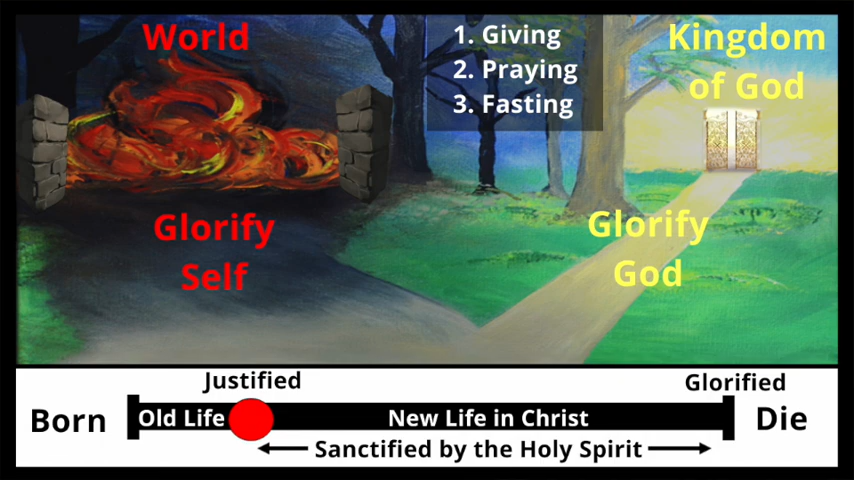 World
1. Giving
2. Praying
3. Fasting
Kingdom
of God
Glorify
Self
Glorify
God
Justified
Glorified
Born
Old Life
New Life in Christ
Die
Sanctified by the Holy Spirit